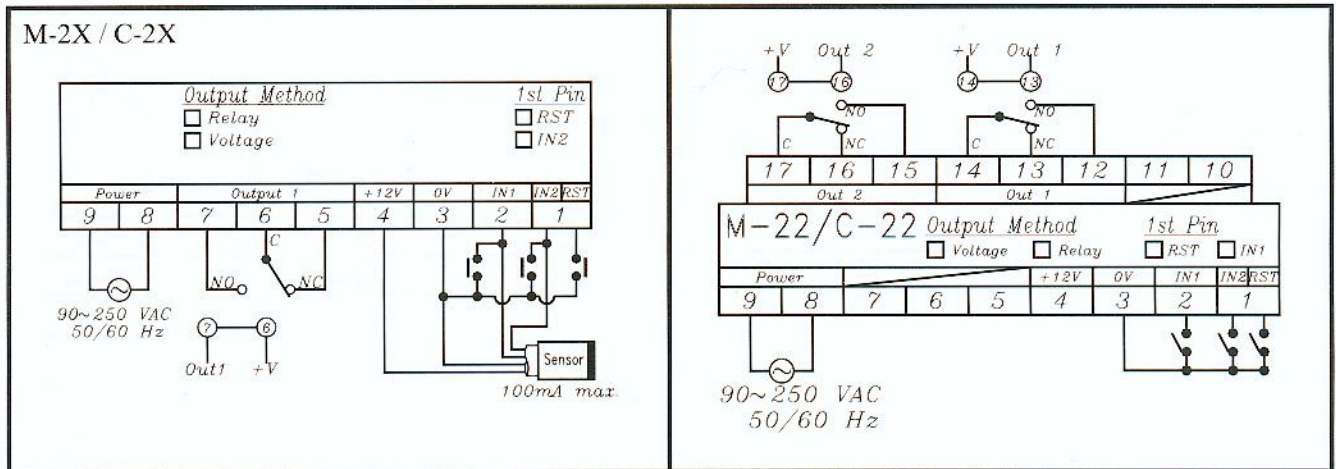 M-2X / C-2X
Output Method
1st Pin
Relay
RST
Voltage
IN2
Power Output 1 +12V 0V IN1 IN2 RST
9 8 7 6 5 4 3 2 1
C
NO NC
90~250 VAC
50/60 Hz
7 6
Out1 +V
Sensor
100mA max.
+V Out 2 +V Out 1
17 16 14 13
NO NO
C NC C NC
17 16 15 14 13 12 11 10
Out 2 Out 1
M-22/C-22 Output Method 1st Pin
Voltage Relay RST IN1
Power +12V 0V IN1 IN2 RST
9 8 7 6 5 4 3 2 1
90~250 VAC
50/60 Hz